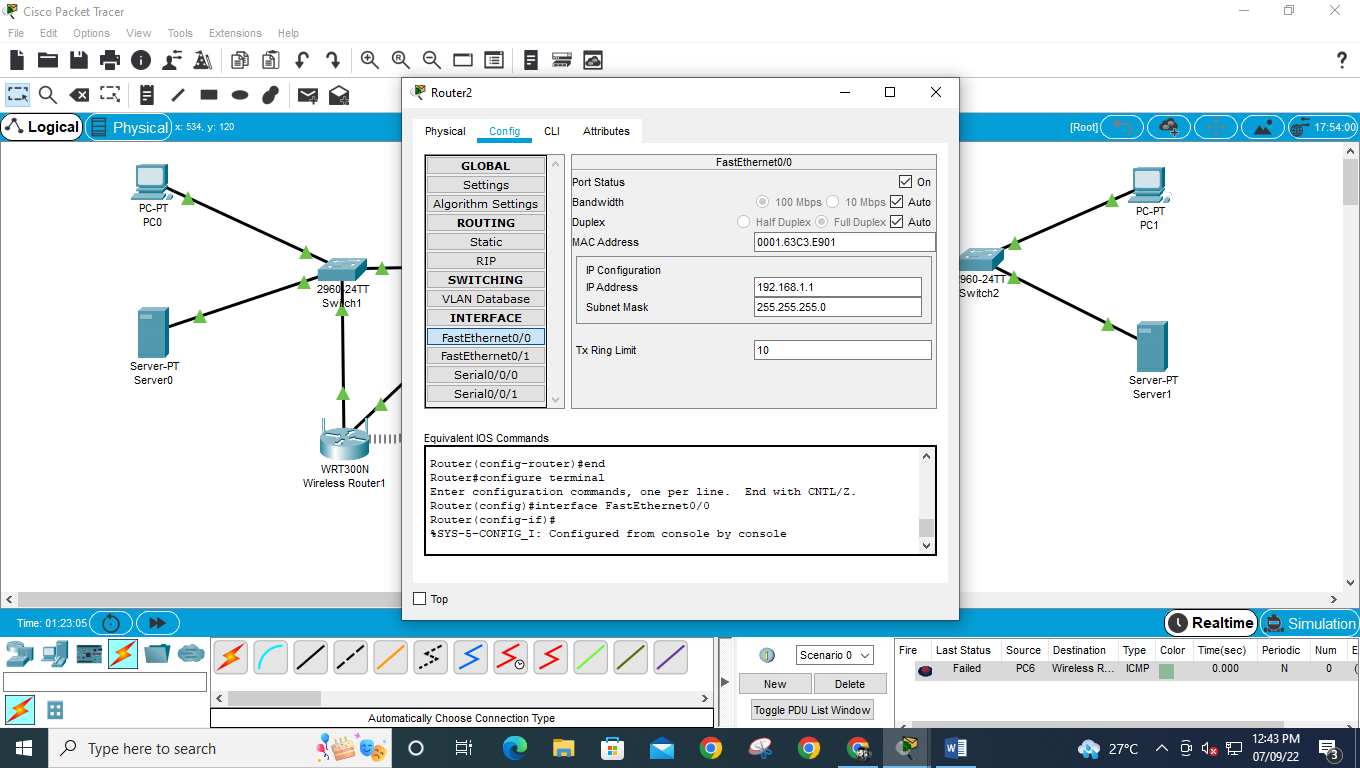 Cisco Packet Tracer
File Edit Options View Tools Extensions Help
?
Logical
Physical
x: 534, y: 120
[Root]
17:54:00
PC-PT
PC0
2960-24TT
Switch1
Server-PT
Server0
WRT300N
Wireless Router1
Router2
Physical Config CLI Attributes
GLOBAL
Settings
Algorithm Settings
ROUTING
Static
RIP
SWITCHING
VLAN Database
INTERFACE
FastEthernet0/0
FastEthernet0/1
Serial0/0/0
Serial0/0/1
FastEthernet0/0
Port Status On
Bandwidth 100 Mbps 10 Mbps Auto
Duplex Half Duplex Full Duplex Auto
MAC Address 0001.63C3.E901
IP Configuration
IP Address 192.168.1.1
Subnet Mask 255.255.255.0
Tx Ring Limit 10
Equivalent IOS Commands
Router(config-router)#end
Router#configure terminal
Enter configuration commands, one per line.  End with CNTL/Z.
Router(config)#interface FastEthernet0/0
Router(config-if)#
%SYS-5-CONFIG_I: Configured from console by console
Top
PC-PT
PC1
960-24TT
Switch2
Server-PT
Server1
Time: 01:23:05
Realtime
Simulation
Automatically Choose Connection Type
Scenario 0
New Delete
Toggle PDU List Window
Fire Last Status Source Destination Type Color Time(sec) Periodic Num E
Failed PC6 Wireless R... ICMP 0.000 N 0 (
Type here to search
27°C
12:43 PM
07/09/22
3